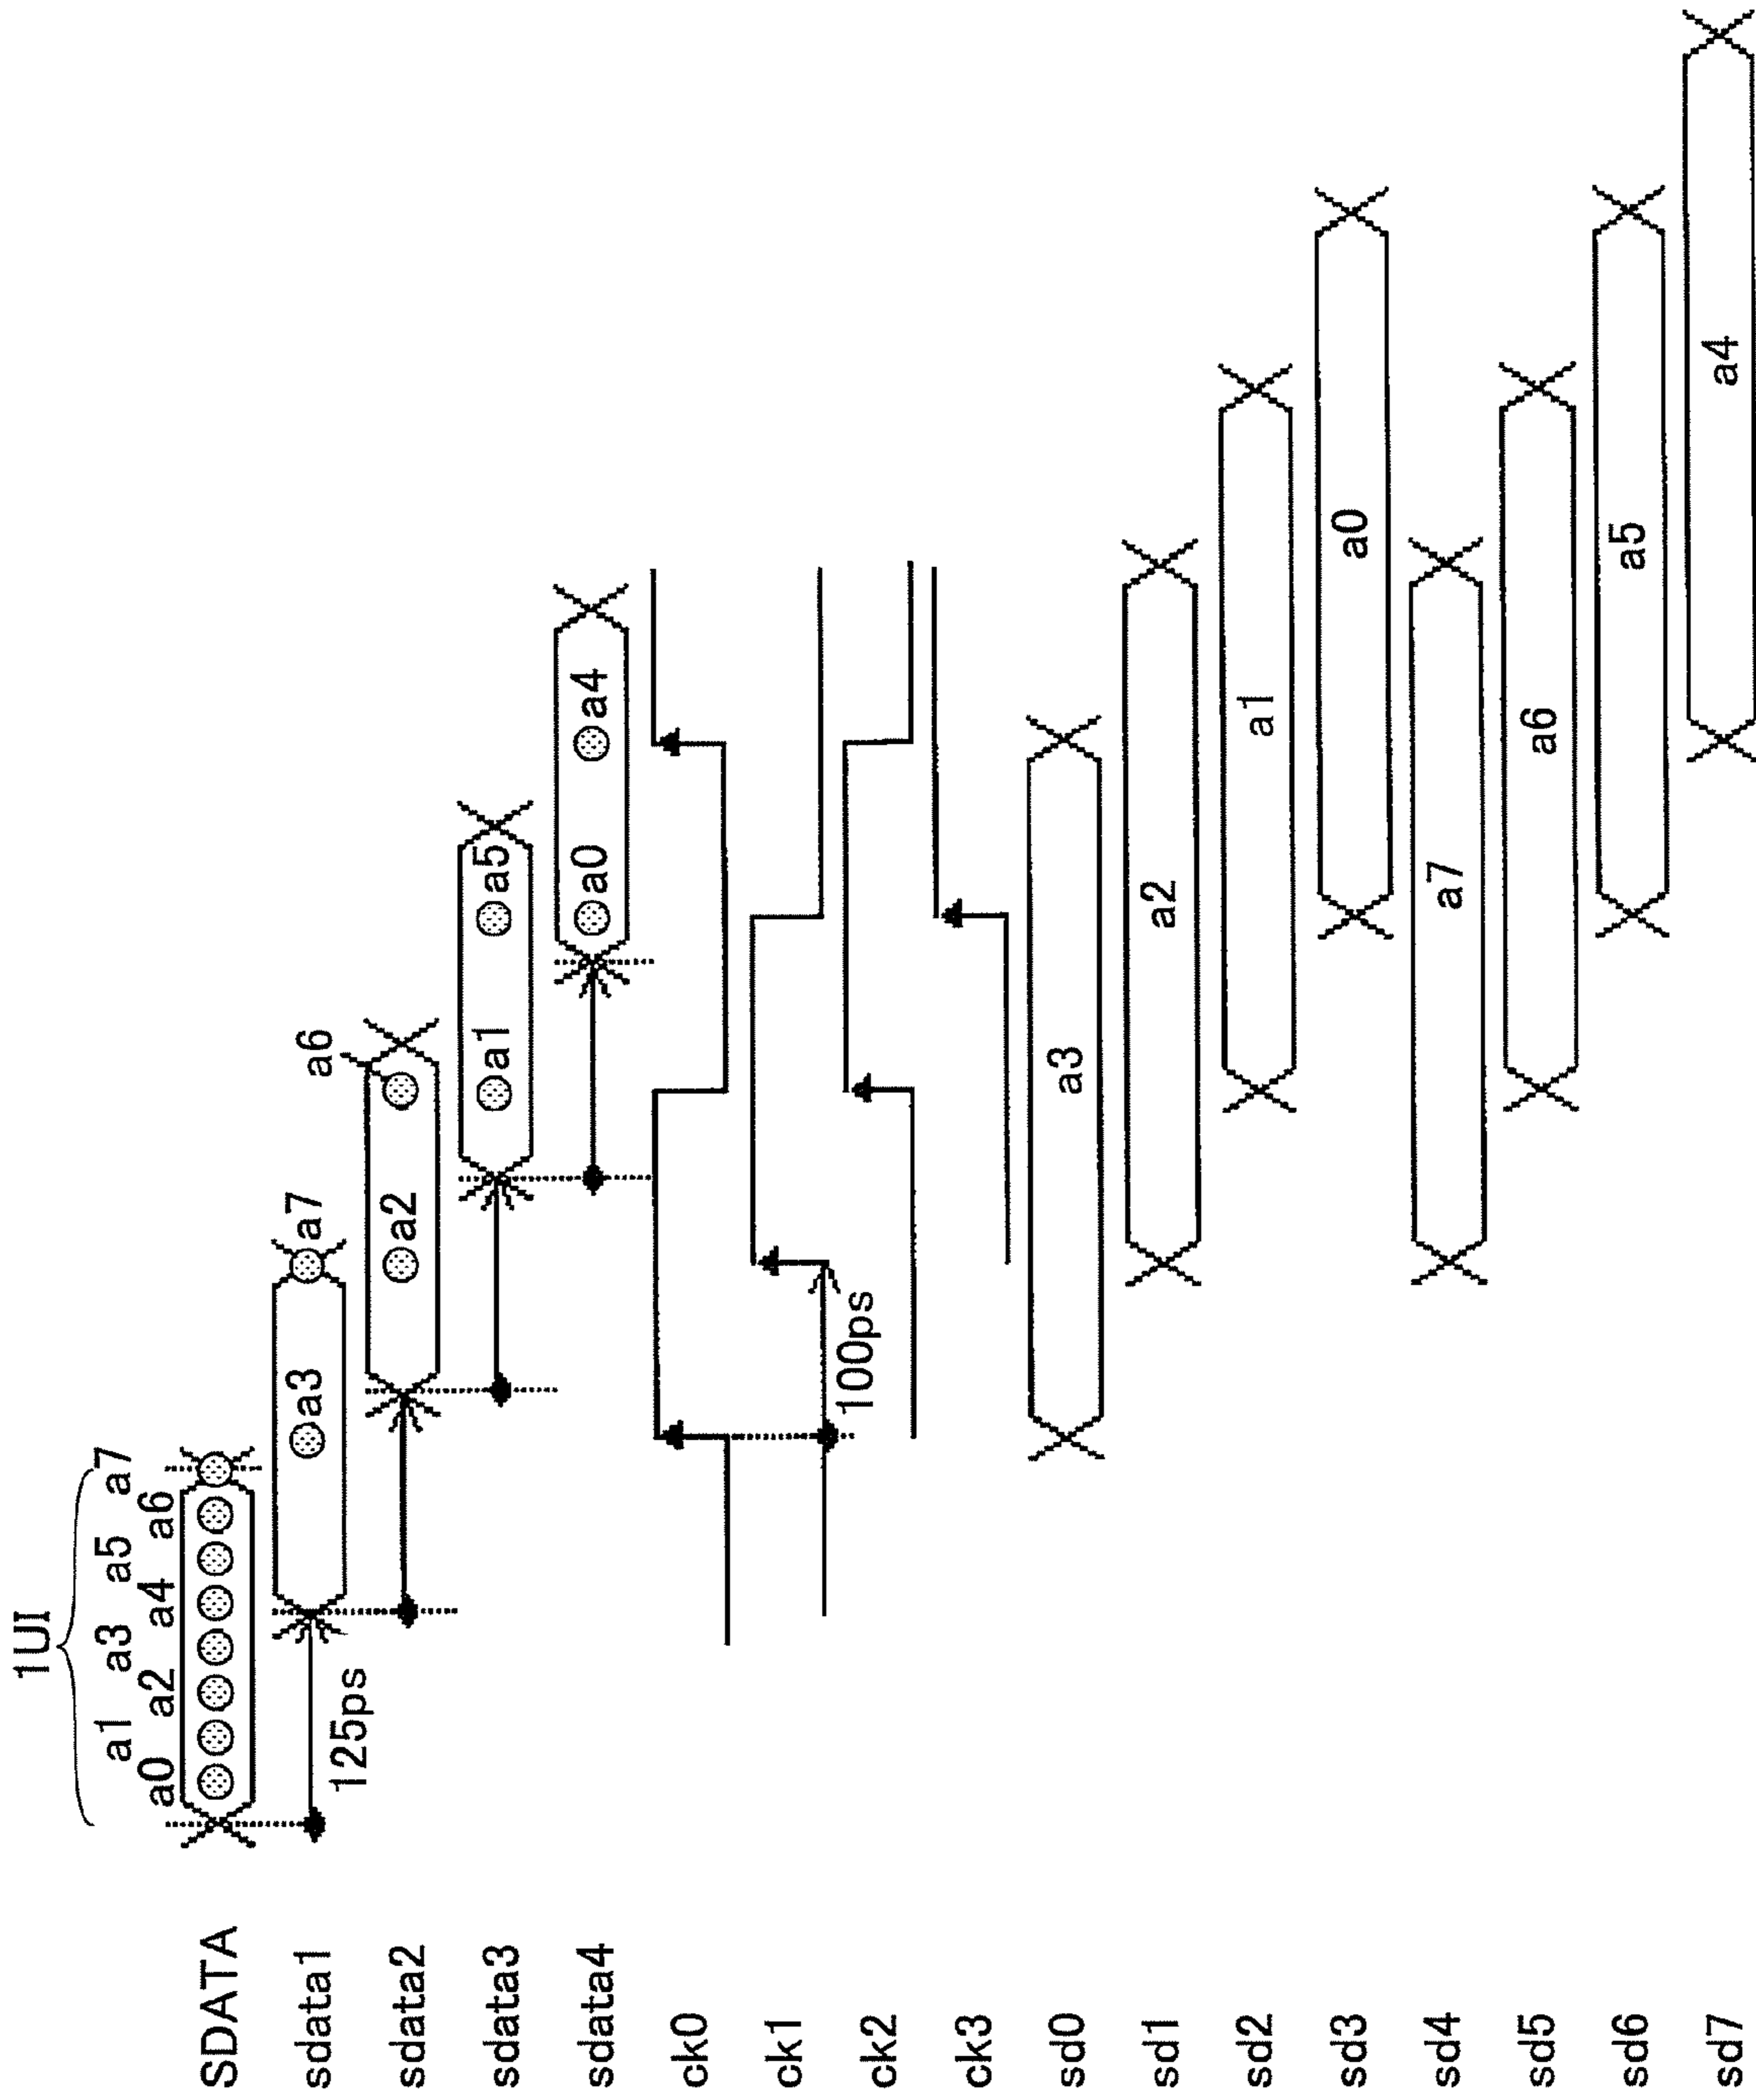 1UI
a1 a3 a5 a7
a0 a2 a4 a6
SDATA
sdata1 a3 a7
125ps
sdata2 a2 a6
sdata3 a1 a5
sdata4 a0 a4
ck0
ck1
100ps
ck2
ck3
sd0 a3
sd1 a2
sd2 a1
sd3 a0
sd4 a7
sd5 a6
sd6 a5
sd7 a4